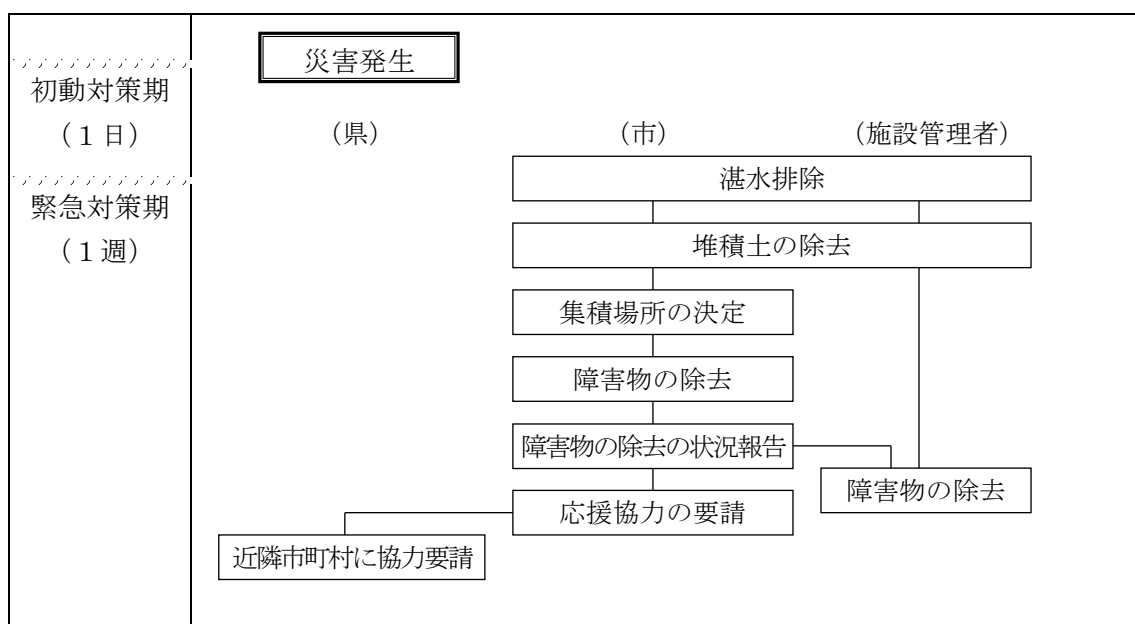 災害発生
初動対策期
（１日）
（県）
（市）
（施設管理者）
湛水排除
緊急対策期
（１週）
堆積土の除去
集積場所の決定
障害物の除去
障害物の除去の状況報告
障害物の除去
応援協力の要請
近隣市町村に協力要請